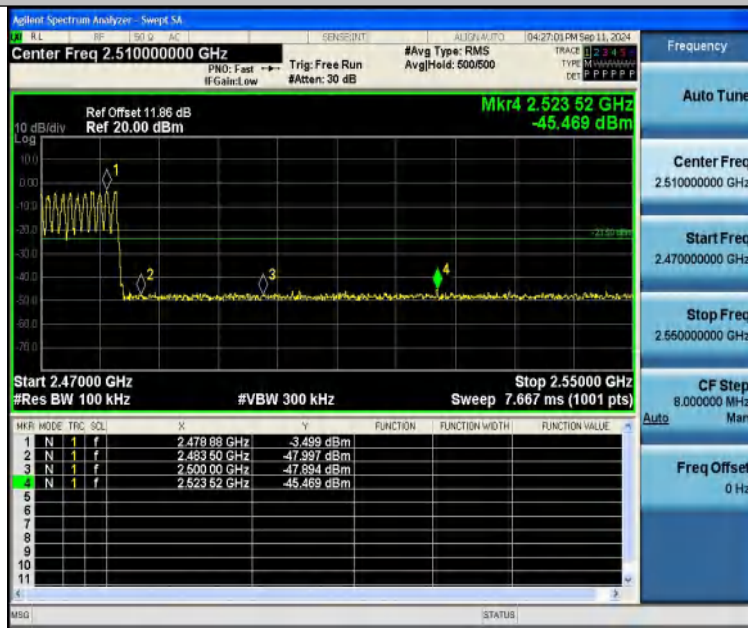 Agilent Spectrum Analyzer - Swept SA
RL RF 50 Ω AC SENSE:INT ALIGN AUTO 04:27:01 PM Sep 11, 2024
Center Freq 2.510000000 GHz
PNO: Fast
IFGain:Low
Trig: Free Run
#Atten: 30 dB
#Avg Type: RMS
Avg|Hold: 500/500
TRACE 1 2 3 4 5 6
TYPE M
DET P P P P P P
Ref Offset 11.86 dB
10 dB/div Ref 20.00 dBm
Log
Mkr4 2.523 52 GHz
-45.469 dBm
10.0
0.00
-10.0
-20.0
-30.0
-40.0
-50.0
-60.0
-70.0
1
2
3
4
Start 2.47000 GHz Stop 2.55000 GHz
#Res BW 100 kHz #VBW 300 kHz Sweep 7.667 ms (1001 pts)
MKR MODE TRC SCL X Y FUNCTION FUNCTION WIDTH FUNCTION VALUE
1 N 1 f 2.478 88 GHz -3.499 dBm
2 N 1 f 2.483 50 GHz -47.997 dBm
3 N 1 f 2.500 00 GHz -47.894 dBm
4 N 1 f 2.523 52 GHz -45.469 dBm
5
6
7
8
9
10
11
MSG STATUS
Frequency
Auto Tune
Center Freq
2.510000000 GHz
Start Freq
2.470000000 GHz
Stop Freq
2.550000000 GHz
CF Step
8.000000 MHz
Auto Man
Freq Offset
0 Hz